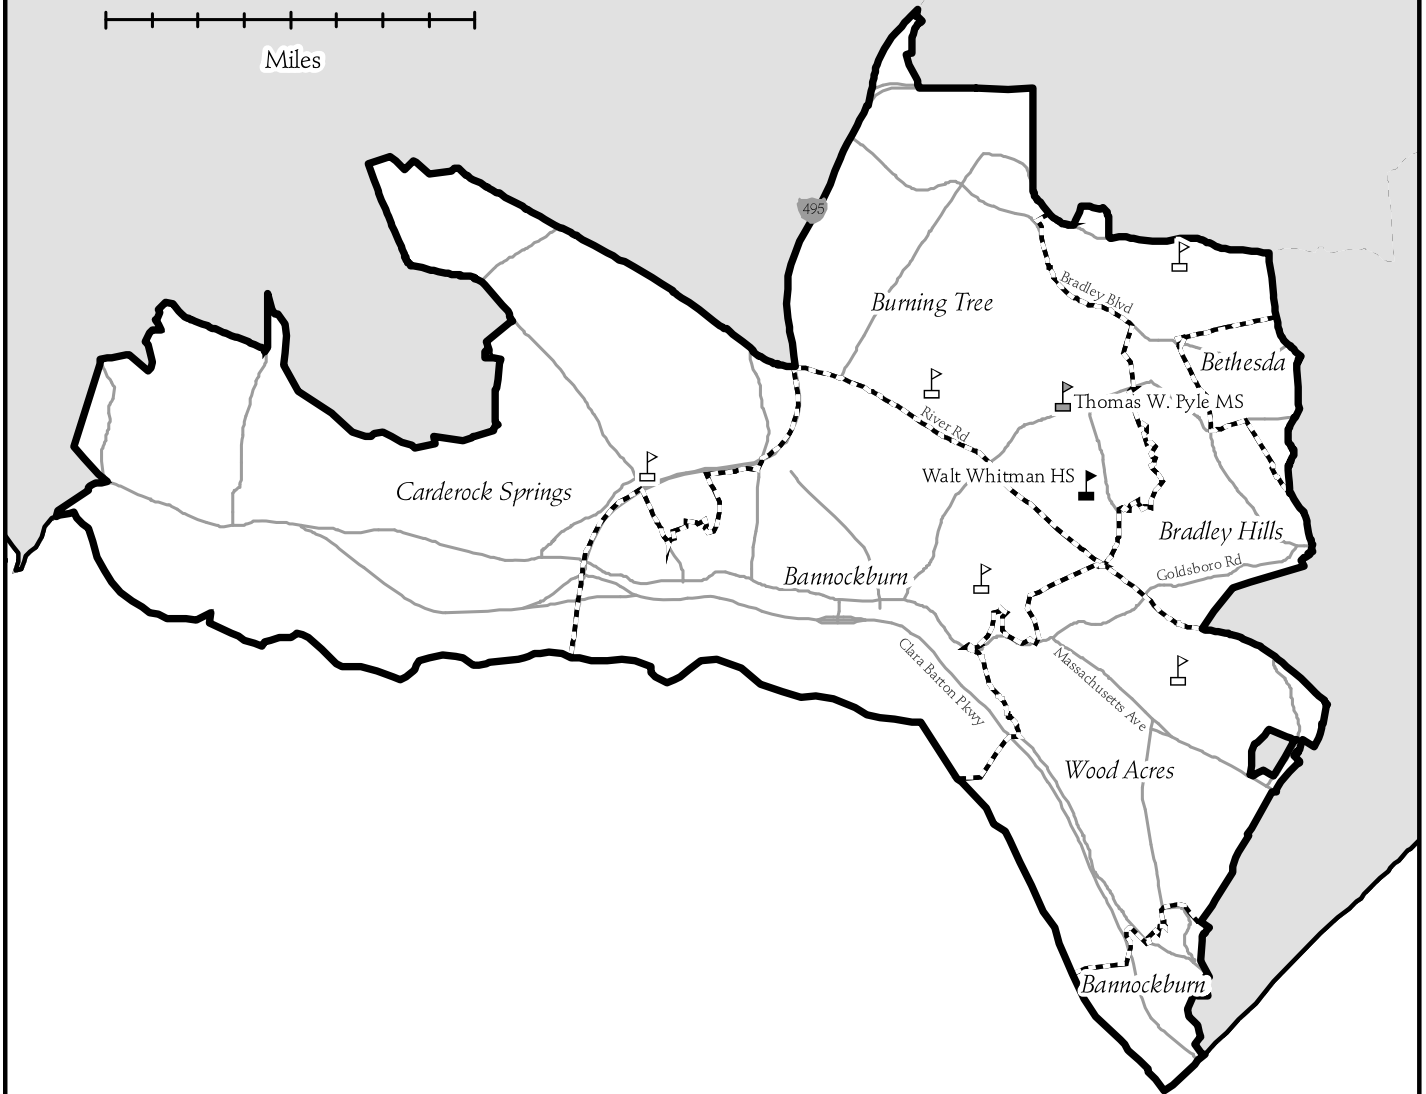 Miles
495
Bradley Blvd
Burning Tree
Bethesda
Thomas W. Pyle MS
River Rd
Walt Whitman HS
Carderock Springs
Bradley Hills
Goldsboro Rd
Bannockburn
Clara Barton Pkwy
Massachusetts Ave
Wood Acres
Bannockburn